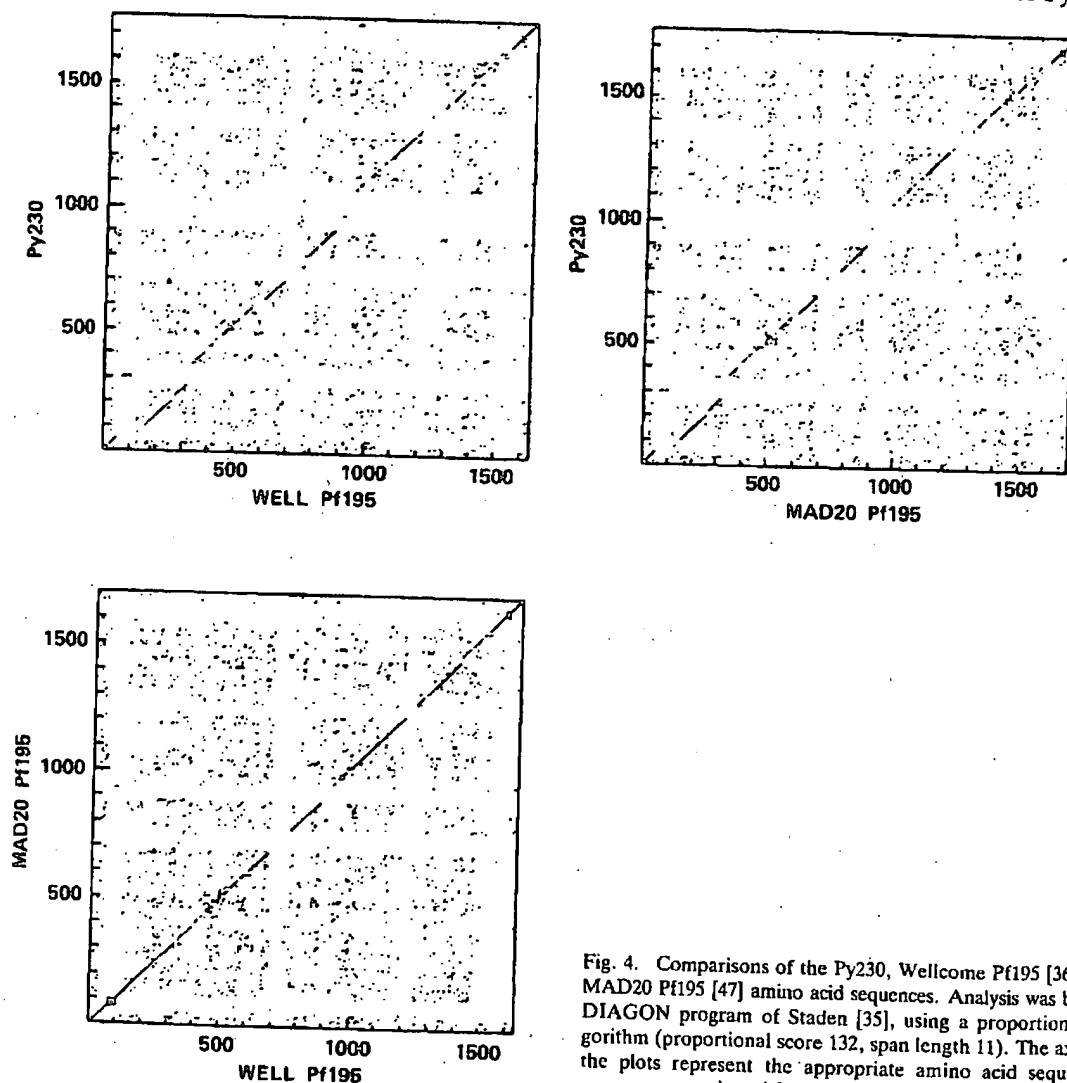 1500
1000
500
Py230
500
1000
1500
WELL Pf195
1500
1000
500
Py230
500
1000
1500
MAD20 Pf195
1500
1000
500
MAD20 Pf195
500
1000
1500
WELL Pf195
Fig. 4. Comparisons of the Py230, Wellcome Pf195 [36
MAD20 Pf195 [47] amino acid sequences. Analysis was b
DIAGON program of Staden [35], using a proportion
gorithm (proportional score 132, span length 11). The ax
the plots represent the appropriate amino acid sequ